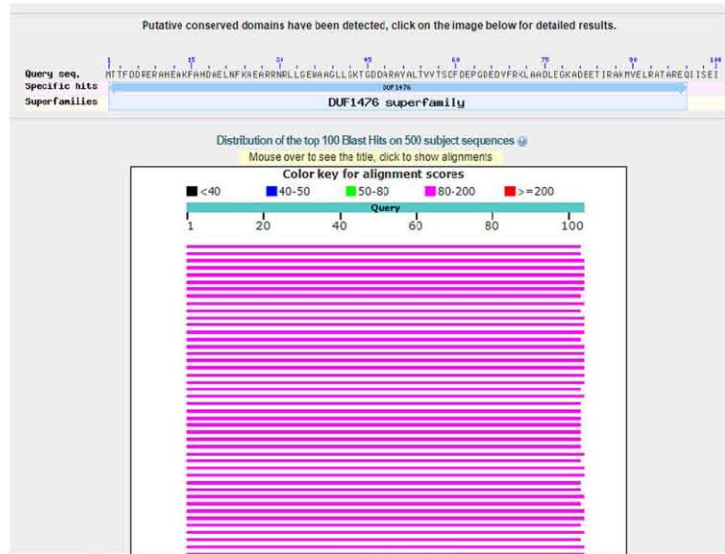 Putative conserved domains have been detected, click on the image below for detailed results.
1 15 30 45 60 75 90 104
Query seq. MTTFDDRERAHEAKFAHDAELNFKAEARRNRLLGEWAAGLLGKTGDDARAYALTVVTSDFDEPGDEDVFRKLAADLEGKADEETIRAKMVELRATAREQIISEI
Specific hits DUF1476
Superfamilies DUF1476 superfamily
Distribution of the top 100 Blast Hits on 500 subject sequences
Mouse over to see the title, click to show alignments
Color key for alignment scores
<40 40-50 50-80 80-200 >=200
Query
1 20 40 60 80 100